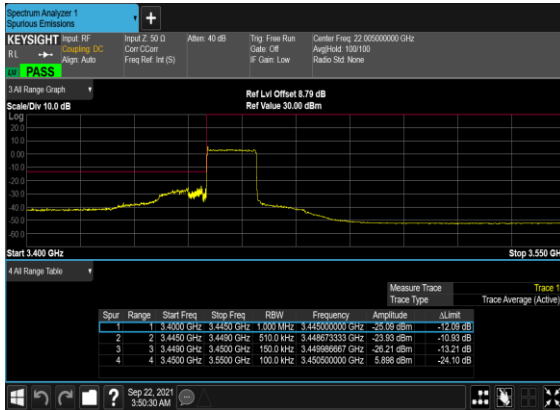 Spectrum Analyzer 1
Spurious Emissions
+
KEYSIGHT Input: RF Input Z: 50 Ω Atten: 40 dB Trig: Free Run Center Freq: 22.005000000 GHz
RL Coupling: DC Corr CCorr Gate: Off Avg|Hold: 100/100
Align: Auto Freq Ref: Int (S) IF Gain: Low Radio Std: None
LXI PASS
3 All Range Graph
Ref Lvl Offset 8.79 dB
Scale/Div 10.0 dB Ref Value 30.00 dBm
Log
20.0
10.0
0.00
-10.0
-20.0
-30.0
-40.0
-50.0
-60.0
Start 3.400 GHz Stop 3.550 GH
4 All Range Table
Measure Trace Trace 1
Trace Type Trace Average (Active)
Spur Range Start Freq Stop Freq RBW Frequency Amplitude ΔLimit
1 1 3.4000 GHz 3.4450 GHz 1.000 MHz 3.445000000 GHz -25.09 dBm -12.09 dB
2 2 3.4450 GHz 3.4490 GHz 510.0 kHz 3.448673333 GHz -23.93 dBm -10.93 dB
3 3 3.4490 GHz 3.4500 GHz 150.0 kHz 3.449986667 GHz -26.21 dBm -13.21 dB
4 4 3.4500 GHz 3.5500 GHz 100.0 kHz 3.450500000 GHz 5.898 dBm -24.10 dB
? Sep 22, 2021
3:50:30 AM